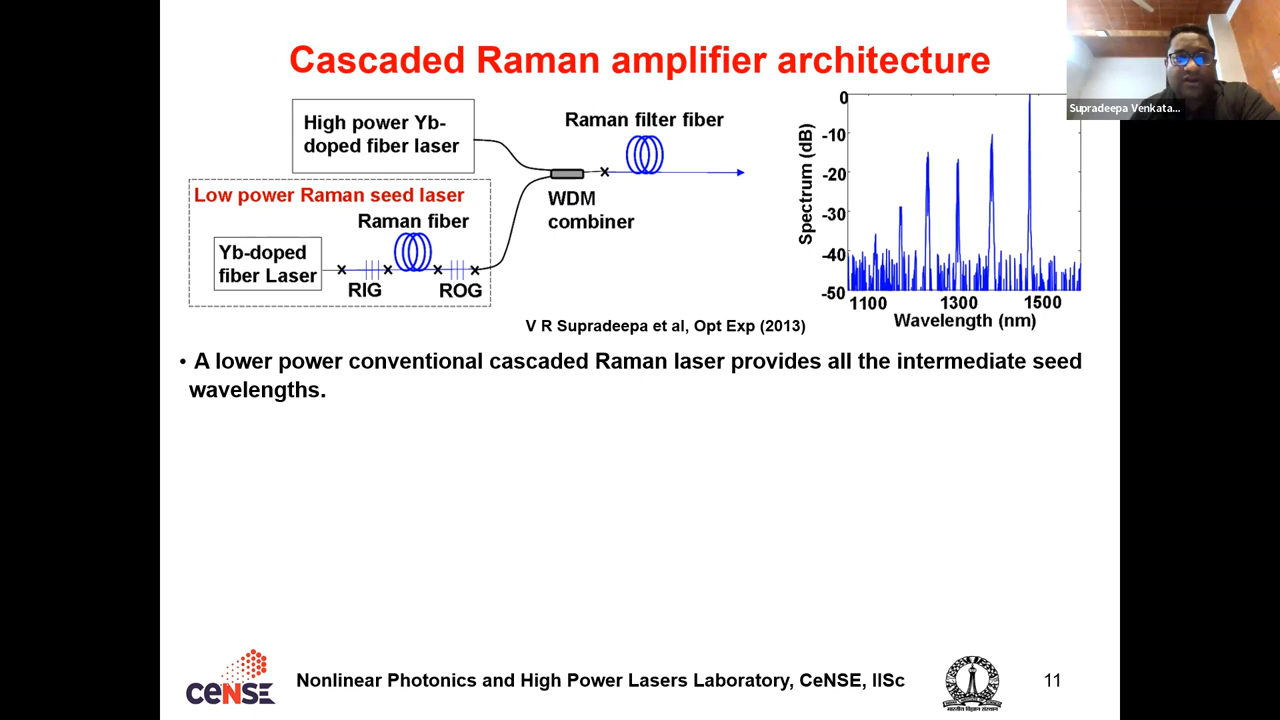 Cascaded Raman amplifier architecture
Supradeepa Venkata...
High power Yb-
doped fiber laser
Raman filter fiber
WDM
combiner
Low power Raman seed laser
Raman fiber
Yb-doped
fiber Laser
RIG
ROG
Spectrum (dB)
0
-10
-20
-30
-40
-50
1100
1300
1500
Wavelength (nm)
V R Supradeepa et al, Opt Exp (2013)
• A lower power conventional cascaded Raman laser provides all the intermediate seed
wavelengths.
ceNSE
Nonlinear Photonics and High Power Lasers Laboratory, CeNSE, IISc
भारतीय विज्ञान संस्थान
11